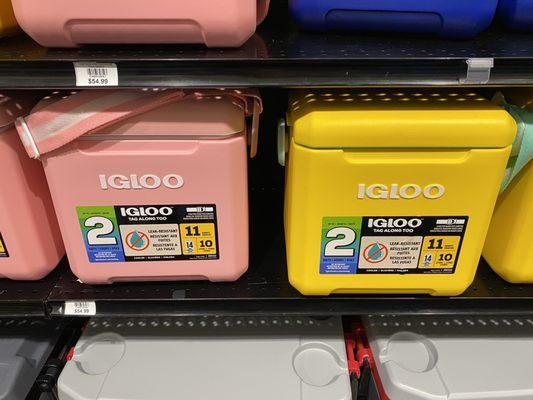 $54.99
IGLOO
IGLOO
TAG ALONG TOO
2
LEAK-RESISTANT
RÉSISTANT AUX FUITES
RESISTENTE A LAS FUGAS
11
14
10
IGLOO
IGLOO
TAG ALONG TOO
2
LEAK-RESISTANT
RÉSISTANT AUX FUITES
RESISTENTE A LAS FUGAS
11
14
10
$54.99